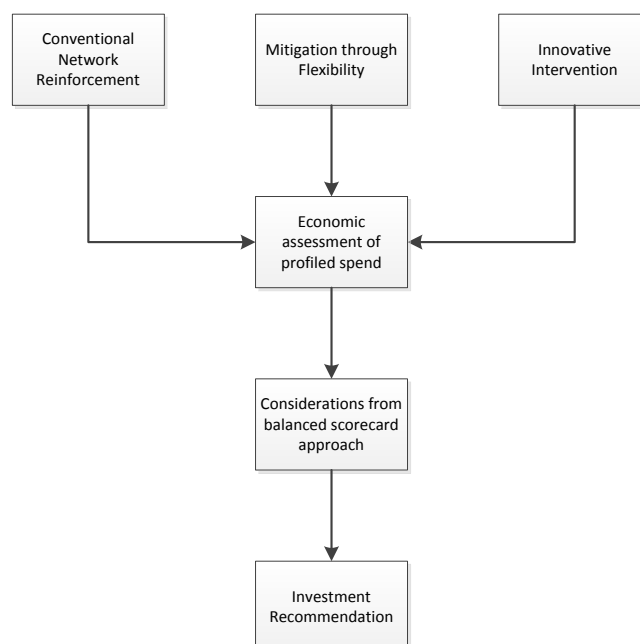 Conventional
Network
Reinforcement
Mitigation through
Flexibility
Innovative
Intervention
Economic
assessment of
profiled spend
Considerations from
balanced scorecard
approach
Investment
Recommendation